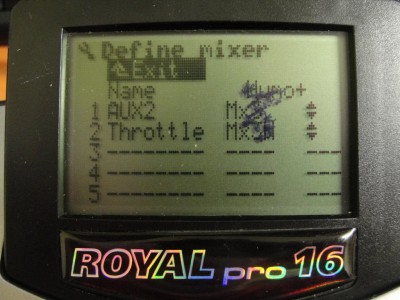 Define mixer
Exit
Name
1 AUX2
2 Throttle
3 -------- ----- ---
4 -------- ----- ---
5 -------- ----- ---
ROYAL pro 16